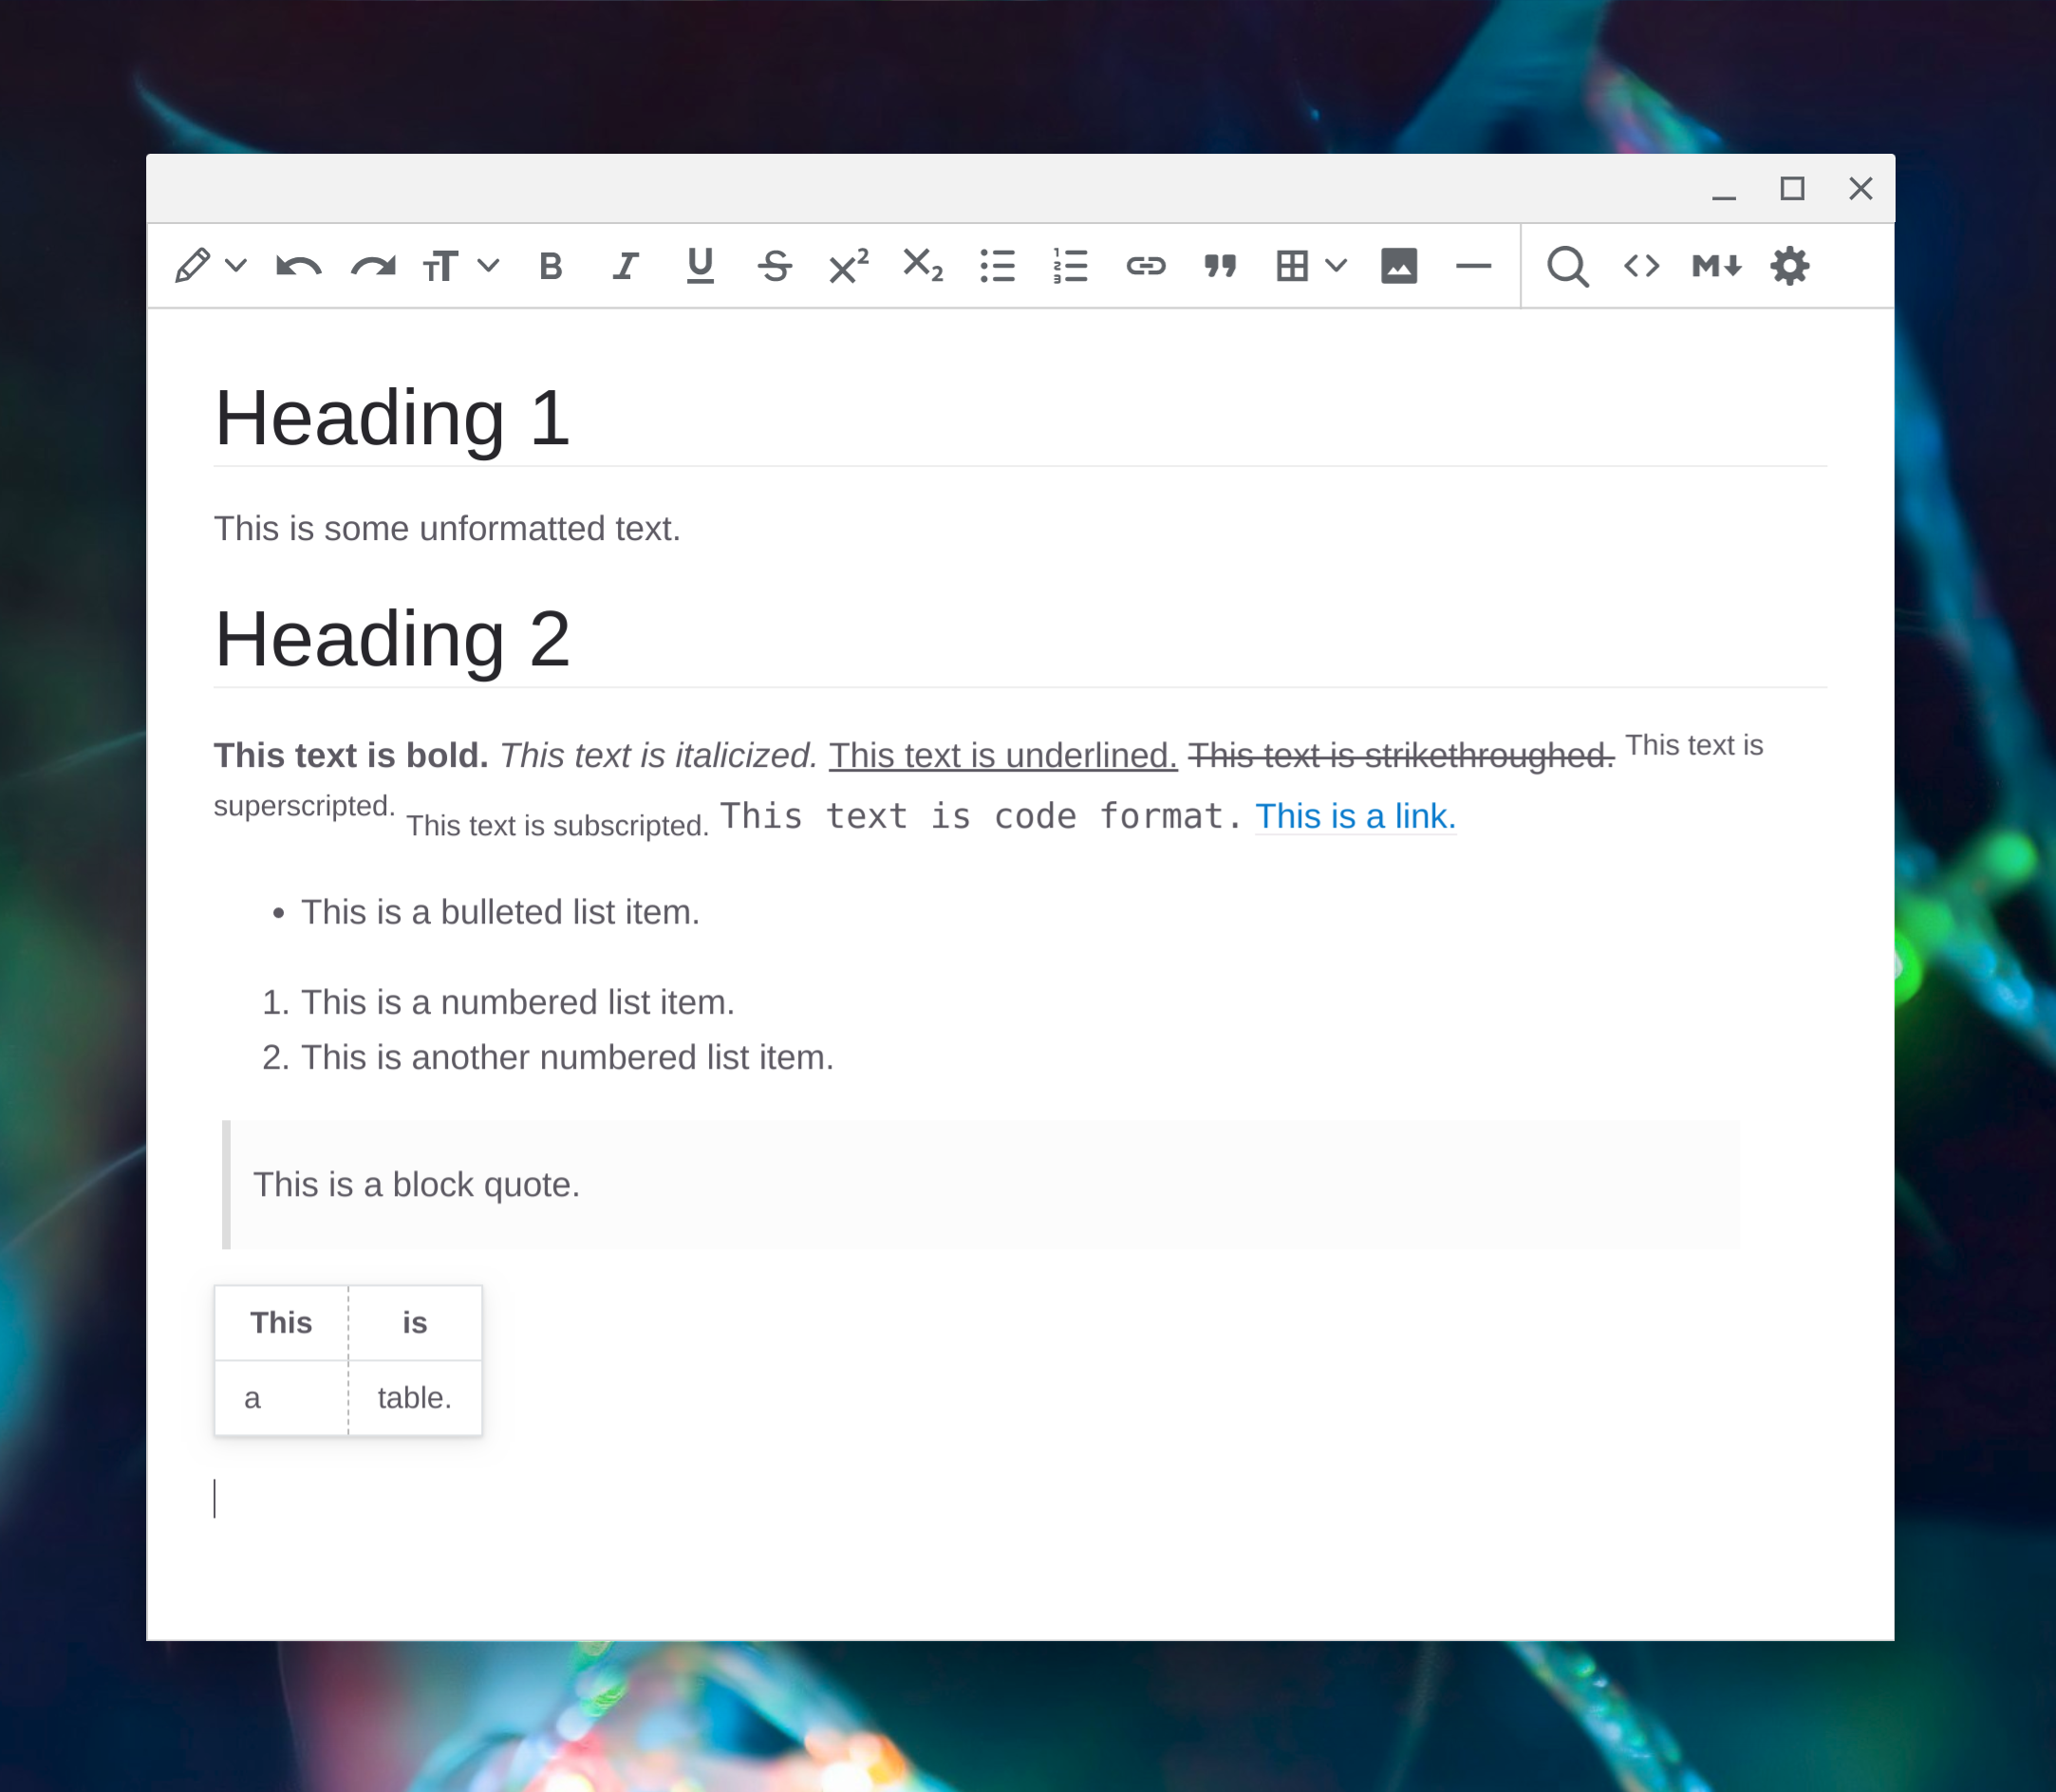 Heading 1
This is some unformatted text.
Heading 2
This text is bold. This text is italicized. This text is underlined. This text is strikethroughed. This text is
superscripted. This text is subscripted. This text is code format. This is a link.
• This is a bulleted list item.
1. This is a numbered list item.
2. This is another numbered list item.
This is a block quote.
This is
a table.